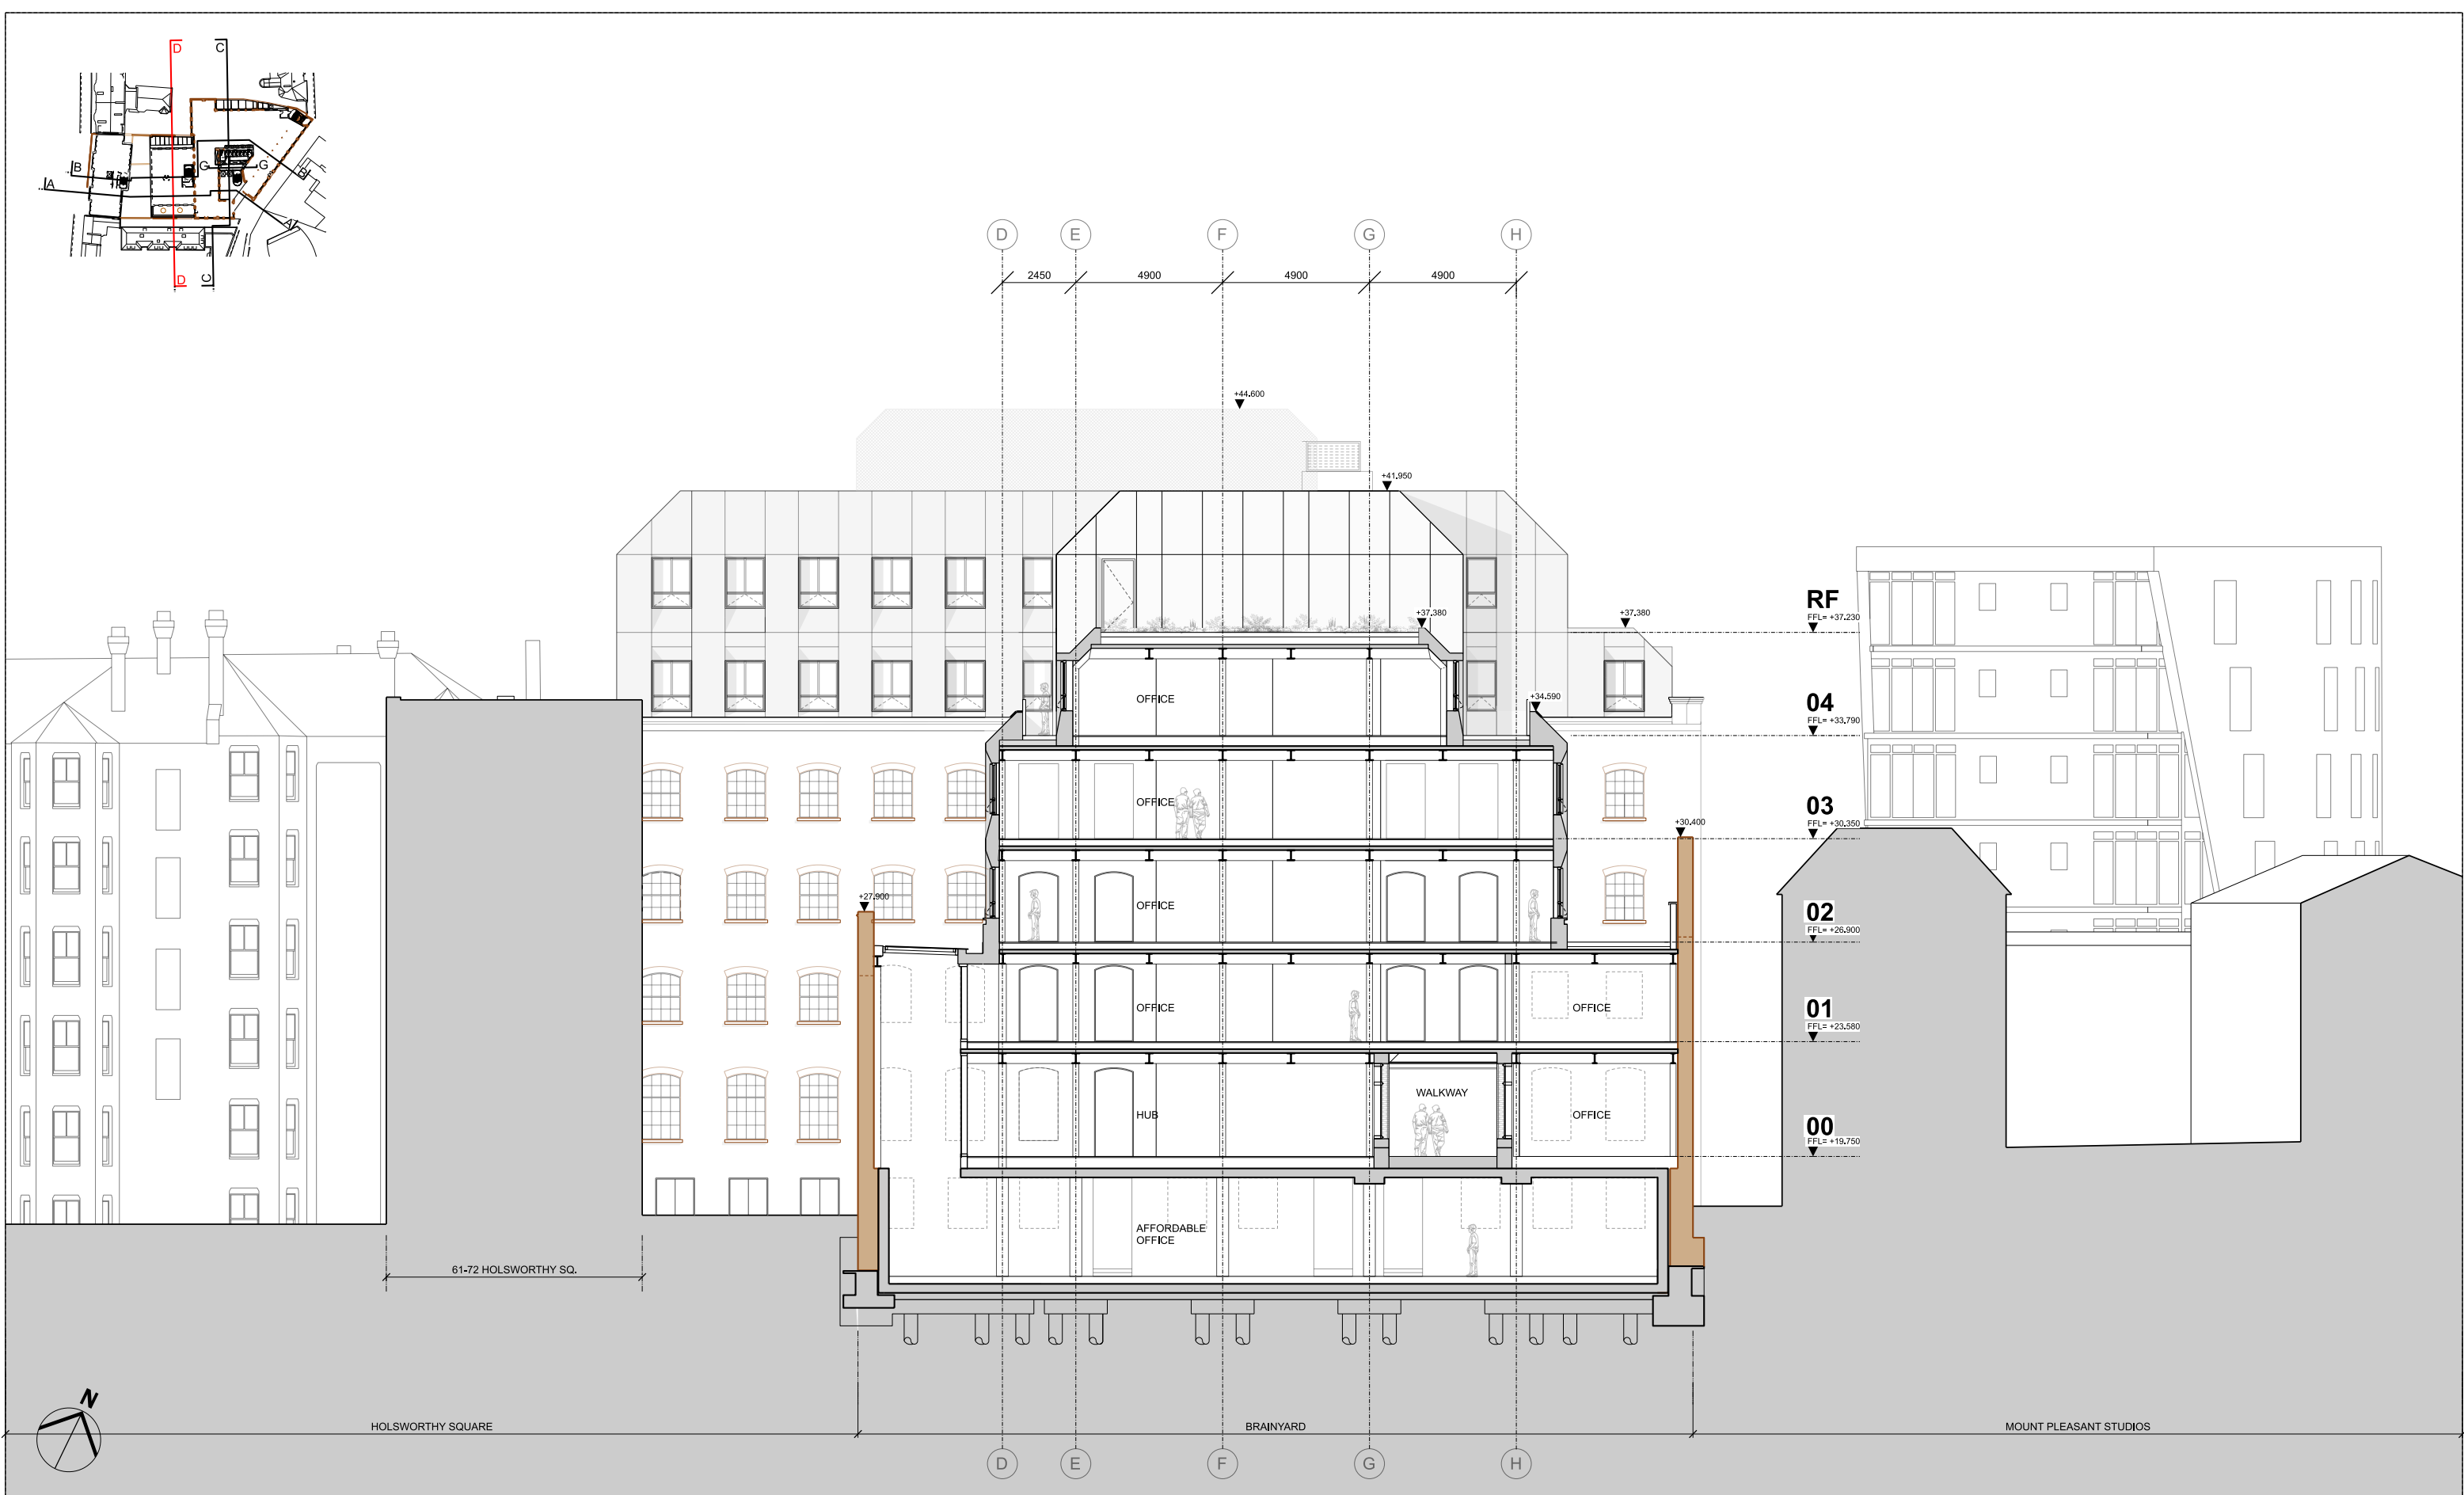 D
C
B
A
G
G
B
A
D
C
D
E
F
G
H
2450
4900
4900
4900
+44.600
+41.950
+37.380
+37.380
RF
FFL= +37.230
+34.590
04
FFL= +33.790
OFFICE
03
FFL= +30.350
OFFICE
+30.400
+27.900
02
FFL= +26.900
OFFICE
01
FFL= +23.580
OFFICE
OFFICE
WALKWAY
HUB
OFFICE
00
FFL= +19.750
AFFORDABLE
OFFICE
61-72 HOLSWORTHY SQ.
N
HOLSWORTHY SQUARE
BRAINYARD
MOUNT PLEASANT STUDIOS
D
E
F
G
H